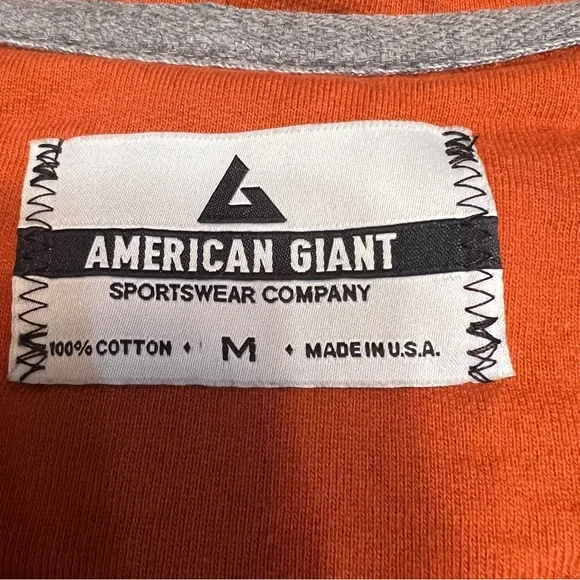 AMERICAN GIANT
SPORTSWEAR COMPANY
100% COTTON ♦ M ♦ MADE IN U.S.A.